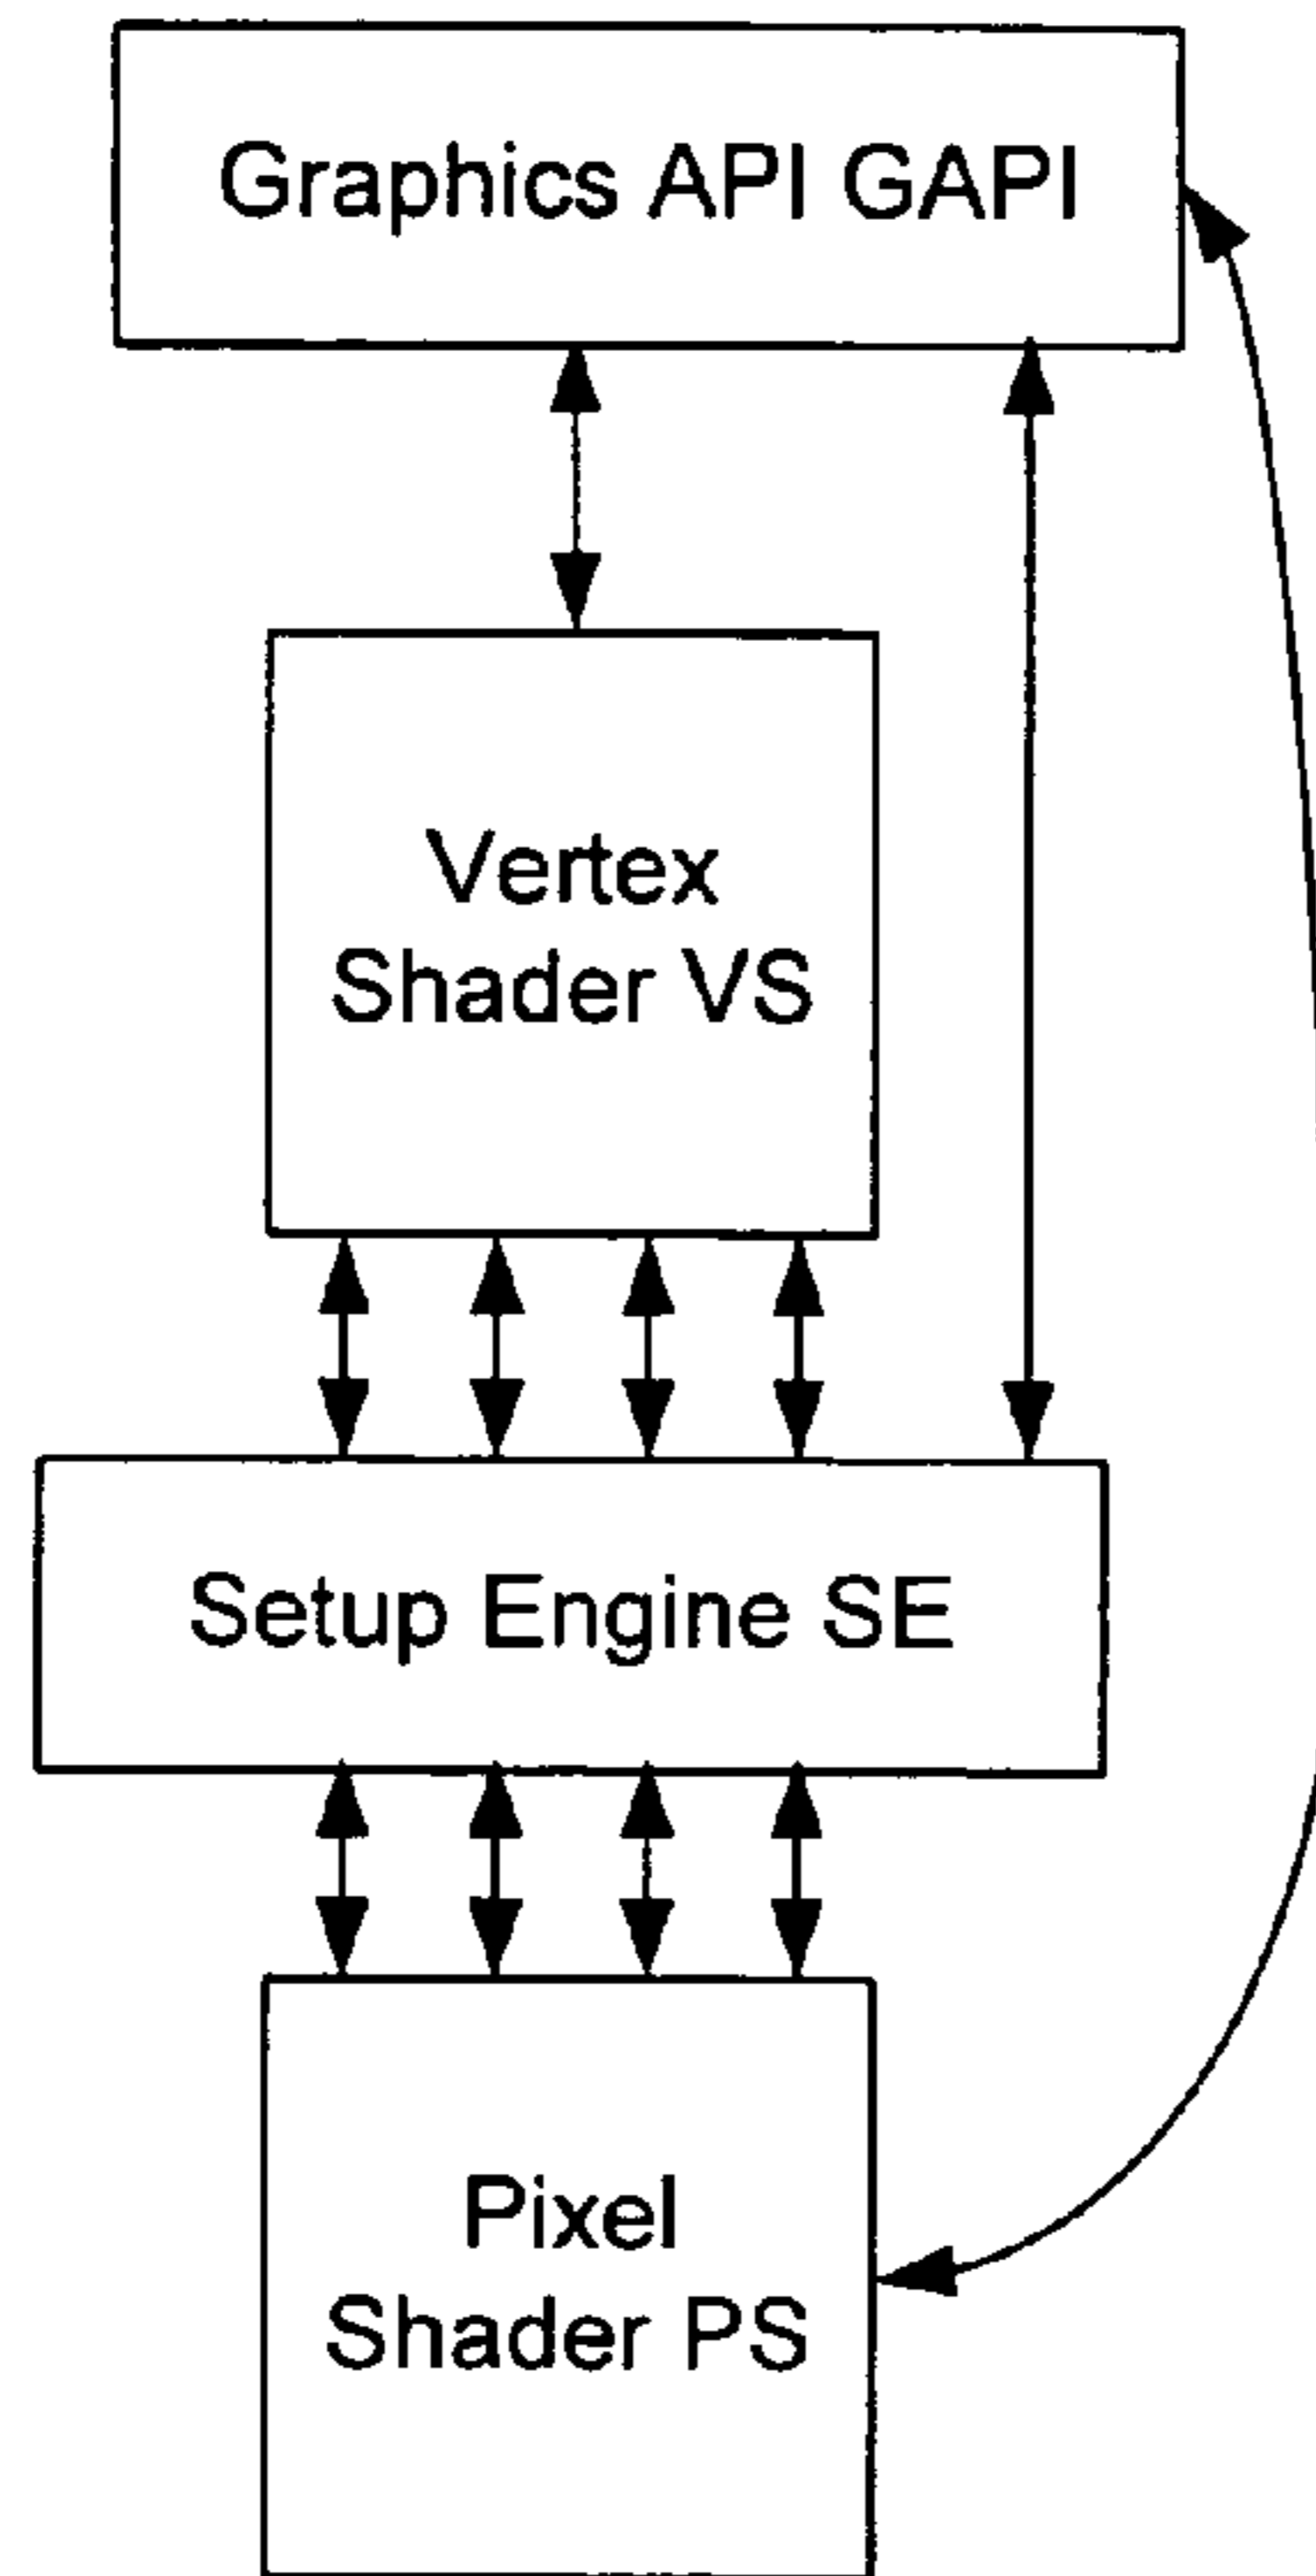 Graphics API GAPI
Vertex
Shader VS
Setup Engine SE
Pixel
Shader PS